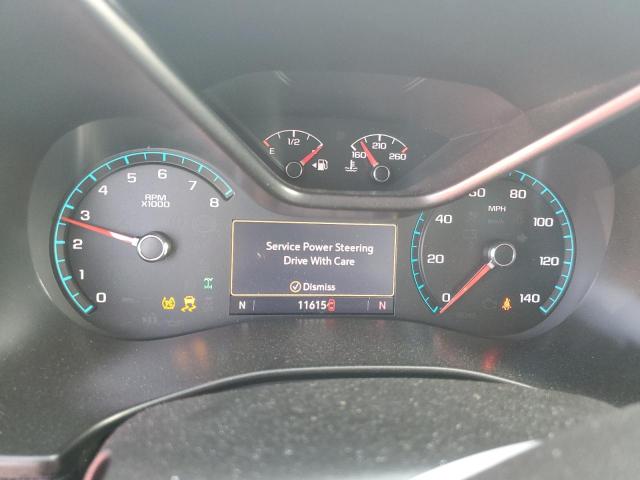 E 1/2
210
160 260
0 1 2 3 4 5 6 7 8
RPM
X1000
Service Power Steering
Drive With Care
Dismiss
N 11615 N
0 20 40 80 100 120 140
MPH